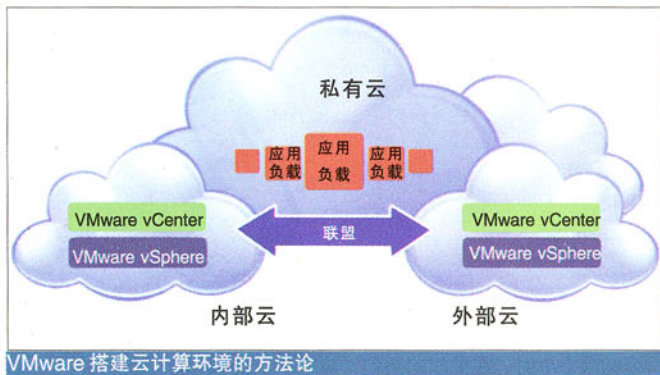 私有云
应用
负载
应用
负载
应用
负载
VMware vCenter
VMware vSphere
联盟
VMware vCenter
VMware vSphere
内部云
外部云
VMware 搭建云计算环境的方法论